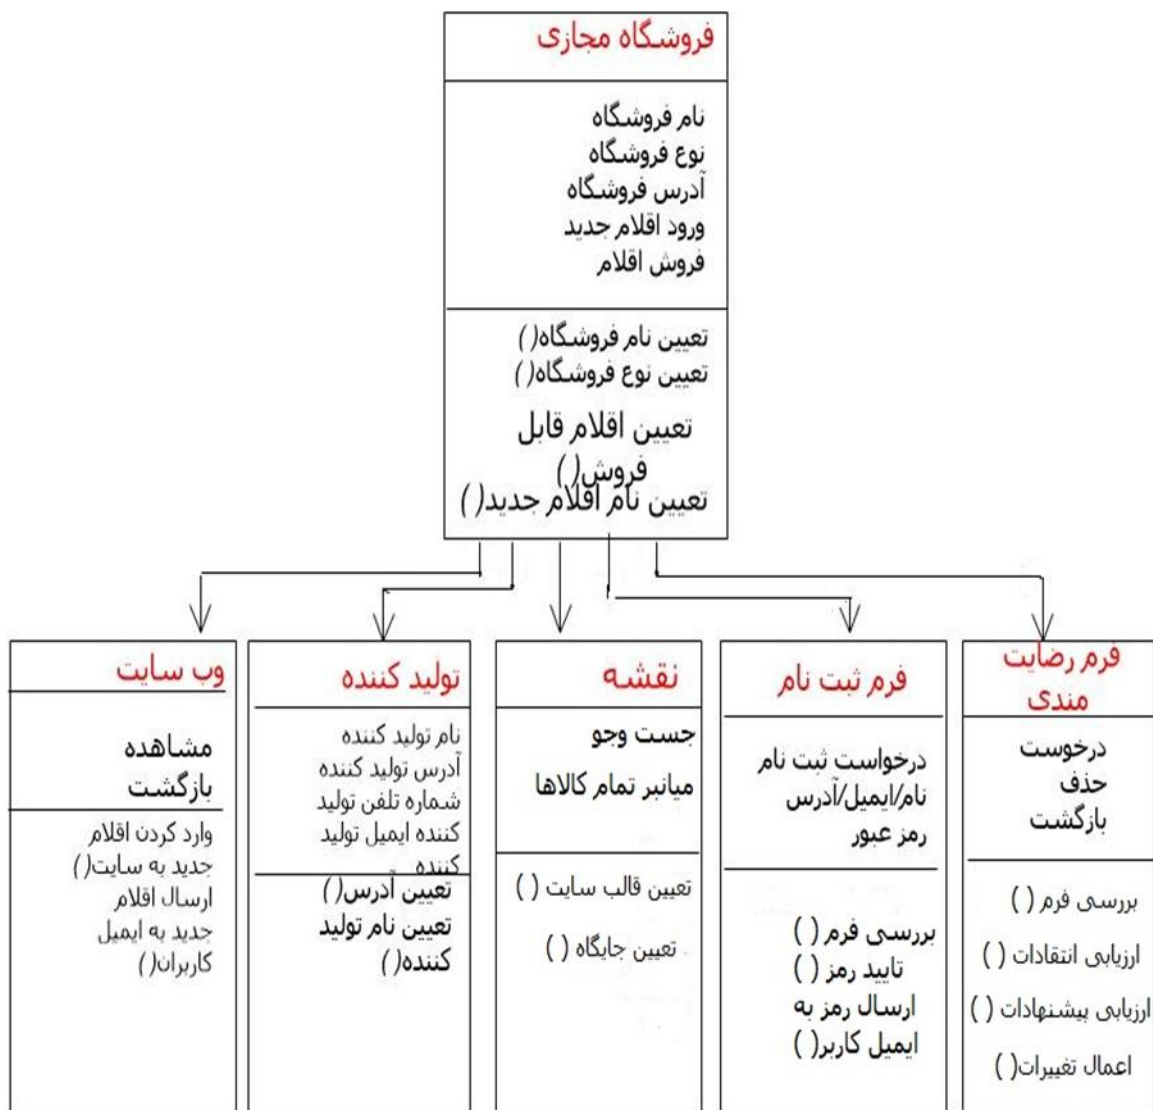 فروشگاه مجازی
نام فروشگاه
نوع فروشگاه
آدرس فروشگاه
ورود اقلام جدید
فروش اقلام
تعیین نام فروشگاه( )
تعیین نوع فروشگاه( )
تعیین اقلام قابل
فروش( )
تعیین نام اقلام جدید( )
فرم رضایت
مندی
درخوست
حذف
بازگشت
بررسی فرم ( )
ارزیابی انتقادات ( )
ارزیابی پیشنهادات ( )
اعمال تغییرات( )
فرم ثبت نام
درخواست ثبت نام
نام/ایمیل/آدرس
رمز عبور
بررسی فرم ( )
تایید رمز ( )
ارسال رمز به
ایمیل کاربر( )
نقشه
جست وجو
میانبر تمام کالاها
تعیین قالب سایت ( )
تعیین جایگاه ( )
تولید کننده
نام تولید کننده
آدرس تولید کننده
شماره تلفن تولید
کننده ایمیل تولید
کننده
تعیین آدرس( )
تعیین نام تولید
کننده( )
وب سایت
مشاهده
بازگشت
وارد کردن اقلام
جدید به سایت( )
ارسال اقلام
جدید به ایمیل
کاربران( )